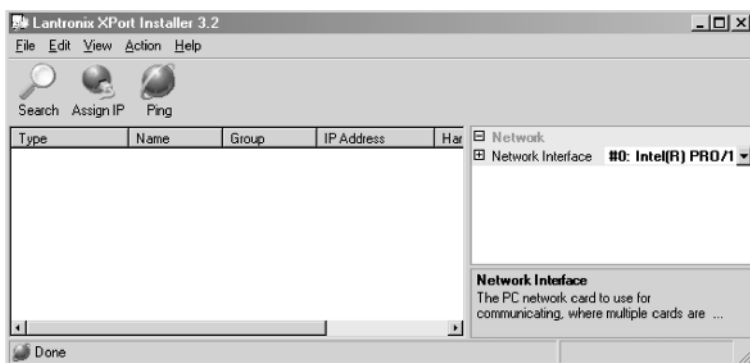 Lantronix XPort Installer 3.2
File Edit View Action Help
Search Assign IP Ping
Type Name Group IP Address Har
Network
Network Interface #0: Intel(R) PRO/1
Network Interface
The PC network card to use for
communicating, where multiple cards are ...
Done